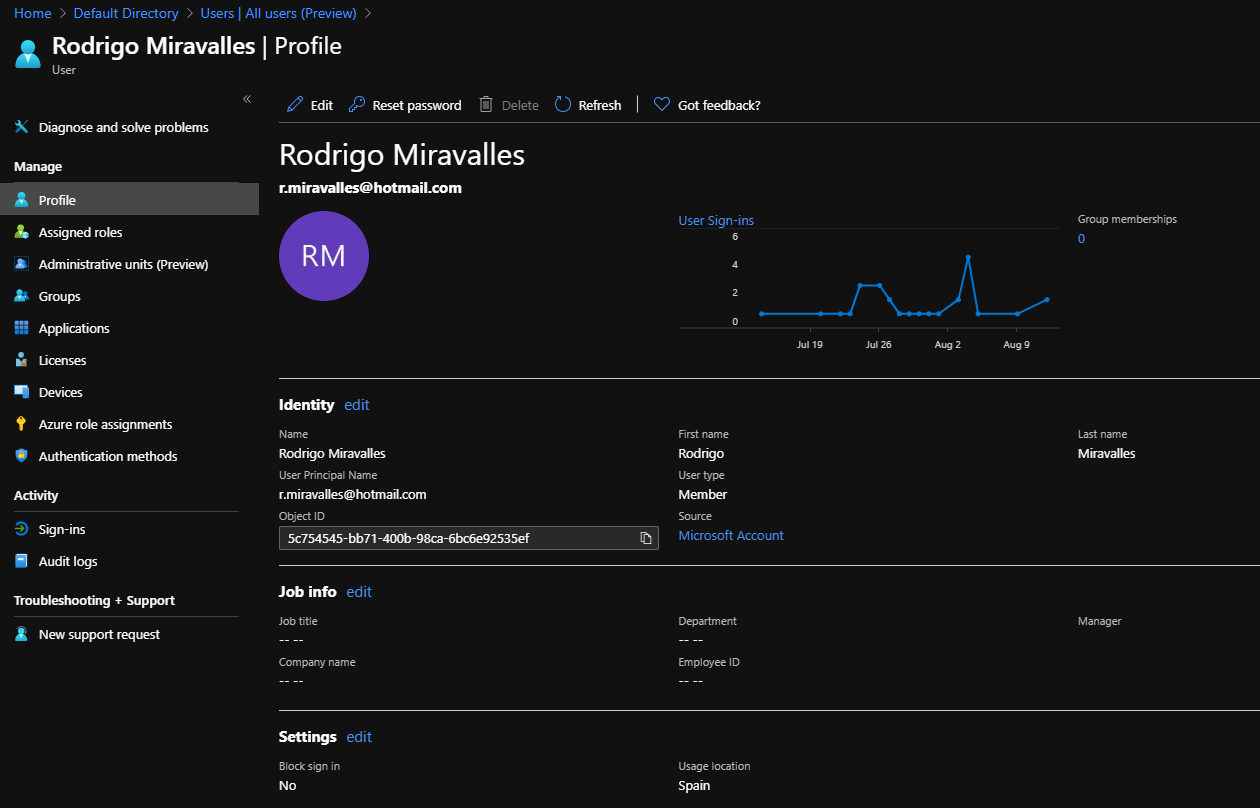 Home > Default Directory > Users | All users (Preview) >
Rodrigo Miravalles | Profile
User
«
Diagnose and solve problems
Manage
Profile
Assigned roles
Administrative units (Preview)
Groups
Applications
Licenses
Devices
Azure role assignments
Authentication methods
Activity
Sign-ins
Audit logs
Troubleshooting + Support
New support request
Edit Reset password Delete Refresh | Got feedback?
Rodrigo Miravalles
r.miravalles@hotmail.com
RM
User Sign-ins
6
4
2
0
Jul 19 Jul 26 Aug 2 Aug 9
Group memberships
0
Identity edit
Name First name Last name
Rodrigo Miravalles Rodrigo Miravalles
User Principal Name User type
r.miravalles@hotmail.com Member
Object ID Source
5c754545-bb71-400b-98ca-6bc6e92535ef Microsoft Account
Job info edit
Job title Department Manager
-- -- -- --
Company name Employee ID
-- -- -- --
Settings edit
Block sign in Usage location
No Spain